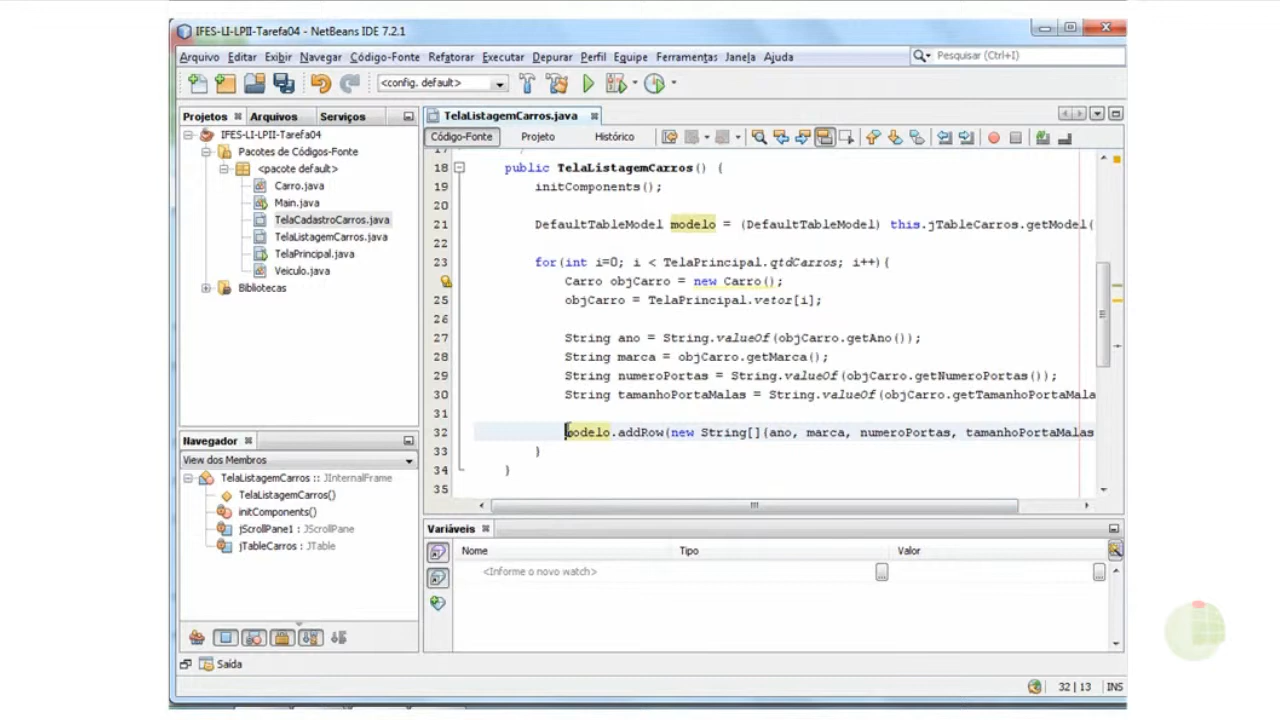 IFES-LI-LPII-Tarefa04 - NetBeans IDE 7.2.1
Arquivo Editar Exibir Navegar Código-Fonte Refatorar Executar Depurar Perfil Equipe Ferramentas Janela Ajuda
Pesquisar (Ctrl+I)
<config. default>
Projetos Arquivos Serviços
TelaListagemCarros.java
IFES-LI-LPII-Tarefa04
Pacotes de Códigos-Fonte
<pacote default>
Carro.java
Main.java
TelaCadastroCarros.java
TelaListagemCarros.java
TelaPrincipal.java
Veiculo.java
Bibliotecas
Código-Fonte Projeto Histórico
18 public TelaListagemCarros() {
19 initComponents();
20
21 DefaultTableModel modelo = (DefaultTableModel) this.jTableCarros.getModel(
22
23 for(int i=0; i < TelaPrincipal.qtdCarros; i++){
Carro objCarro = new Carro();
25 objCarro = TelaPrincipal.vetor[i];
26
27 String ano = String.valueOf(objCarro.getAno());
28 String marca = objCarro.getMarca();
29 String numeroPortas = String.valueOf(objCarro.getNumeroPortas());
30 String tamanhoPortaMalas = String.valueOf(objCarro.getTamanhoPortaMala
31
32 modelo.addRow(new String[]{ano, marca, numeroPortas, tamanhoPortaMalas
33 }
34 }
35
Navegador
View dos Membros
TelaListagemCarros :: JInternalFrame
TelaListagemCarros()
initComponents()
jScrollPane1 : JScrollPane
jTableCarros : JTable
Variáveis
Nome Tipo Valor
<Informe o novo watch>
Saída
32 | 13 INS